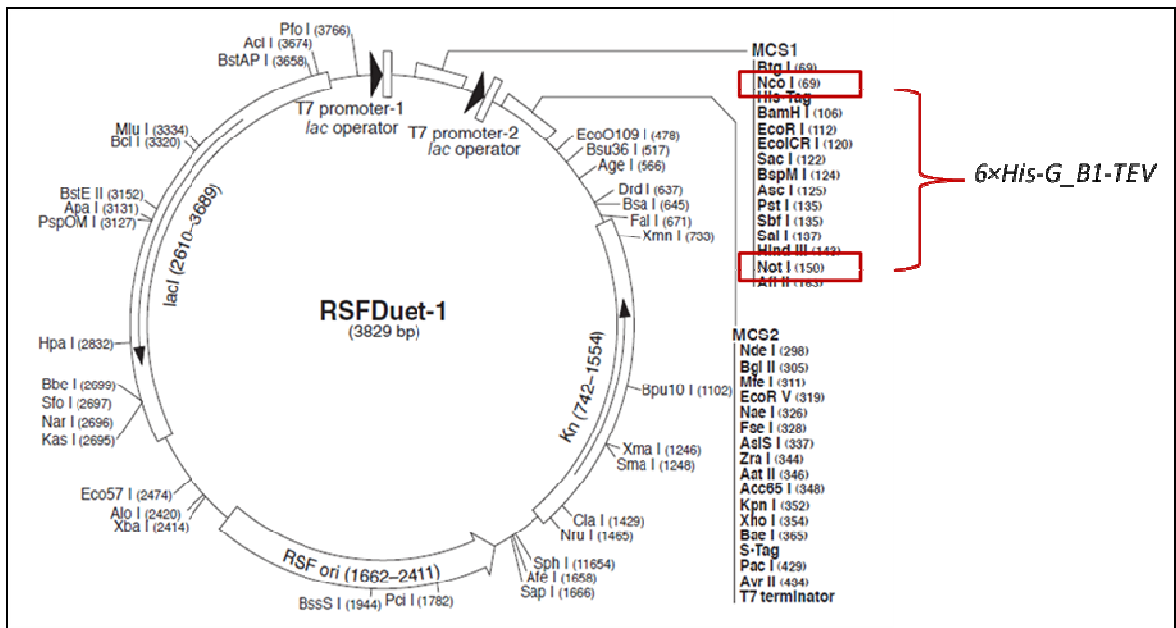 PfoI (3766)
AclI (3674)
BstAP I (3658)
T7 promoter-1
lac operator
T7 promoter-2
lac operator
Mlu I (3334)
Bcl I (3320)
BstE II (3152)
Apa I (3131)
PspOM I (3127)
lacI (2610–3689)
Hpa I (2832)
Bbe I (2699)
Sfo I (2697)
Nar I (2696)
Kas I (2695)
Eco57 I (2474)
Alo I (2420)
Xba I (2414)
RSF ori (1662–2411)
BssS I (1944)
Pci I (1782)
RSFDuet-1
(3829 bp)
EcoO109 I (478)
Bsu36 I (517)
Age I (566)
Drd I (637)
Bsa I (645)
Fal I (671)
Xmn I (733)
Kn (742–1554)
Bpu10 I (1102)
Xma I (1246)
Sma I (1248)
Cla I (1429)
Nru I (1465)
Sph I (11654)
Afe I (1658)
Sap I (1666)
MCS1
Btg I (69)
Nco I (69)
His-Tag
BamH I (106)
EcoR I (112)
EcoICR I (120)
Sac I (122)
BspM I (124)
Asc I (125)
Pst I (135)
Sbf I (135)
Sal I (137)
Hind III (143)
Not I (150)
Afl II (163)
6×His-G_B1-TEV
MCS2
Nde I (298)
Bgl II (305)
Mfe I (311)
EcoR V (319)
Nae I (326)
Fse I (328)
AsiS I (337)
Zra I (344)
Aat II (346)
Acc65 I (348)
Kpn I (352)
Xho I (354)
Bae I (365)
S·Tag
Pac I (429)
Avr II (434)
T7 terminator